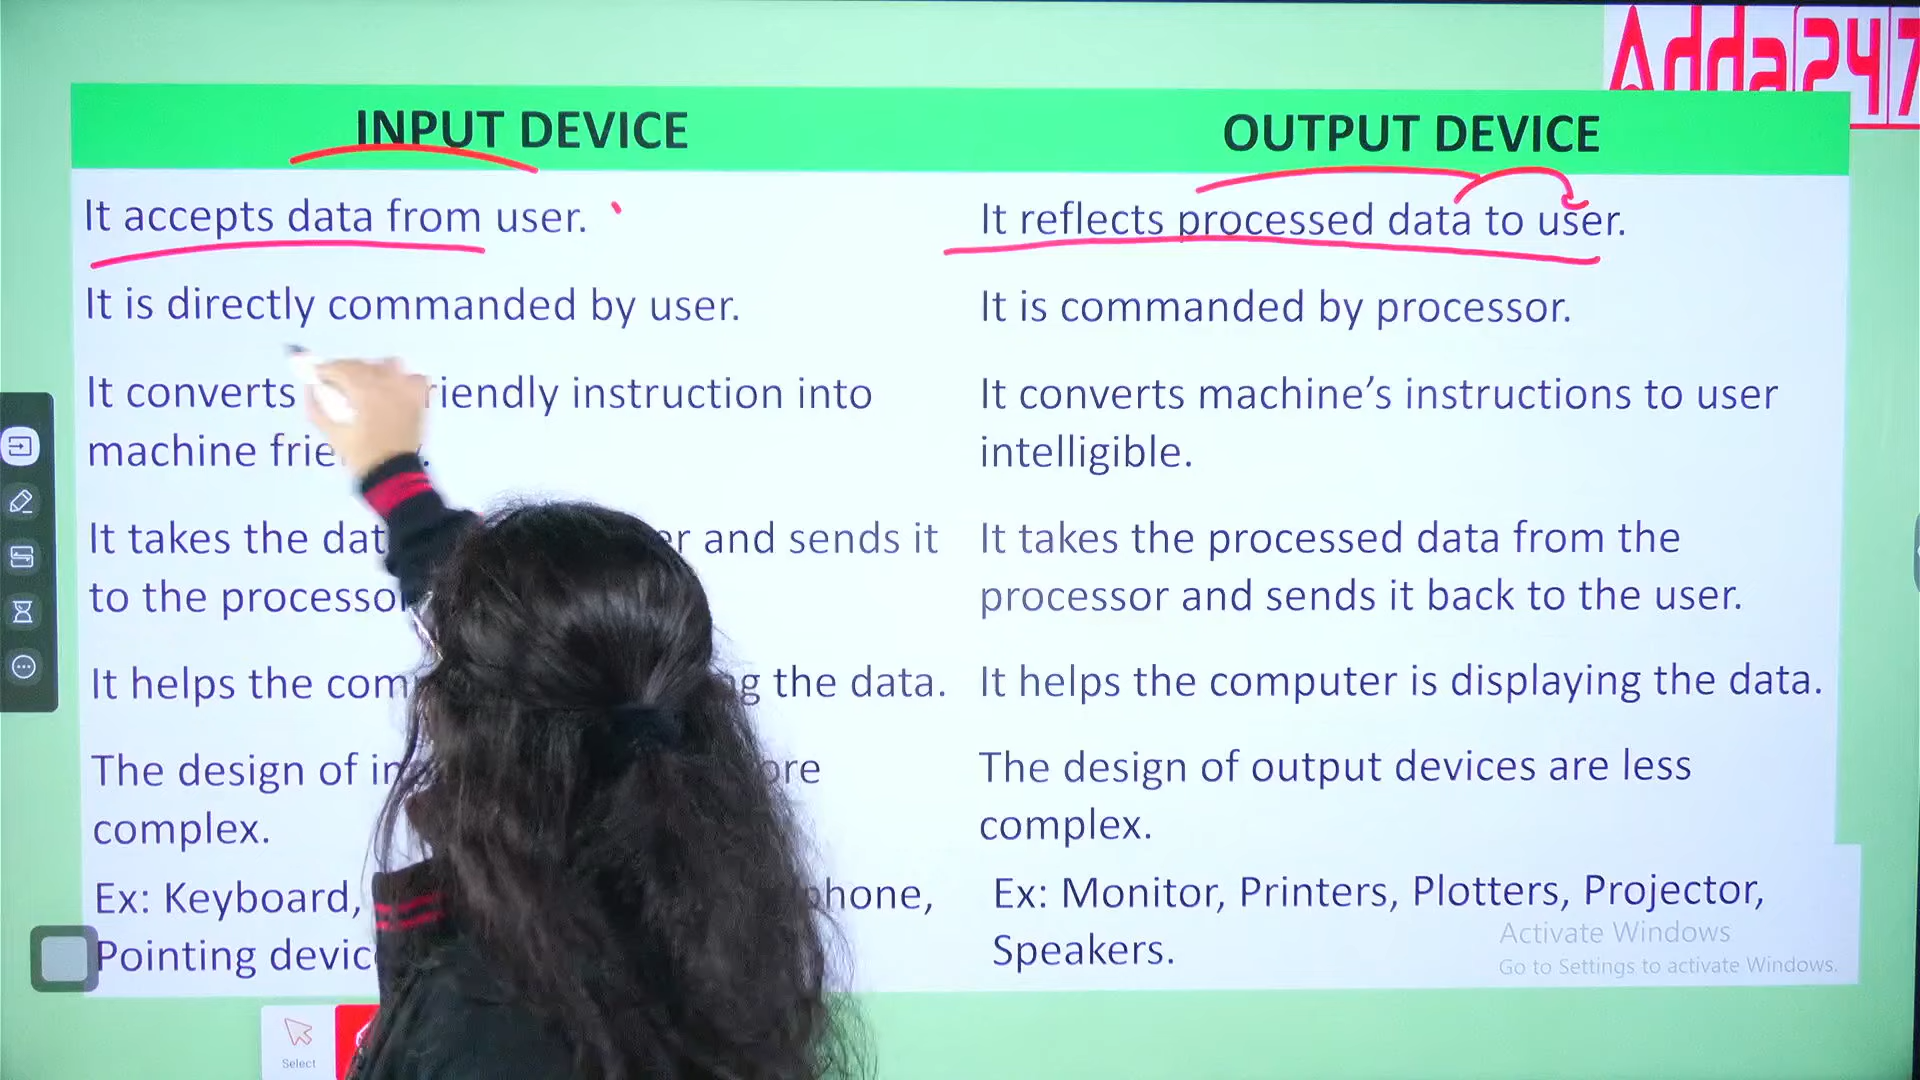 Adda 247
INPUT DEVICE
OUTPUT DEVICE
It accepts data from user.
It reflects processed data to user.
It is directly commanded by user.
It is commanded by processor.
It converts riendly instruction into
machine frie
It converts machine's instructions to user
intelligible.
It takes the dat r and sends it
to the processo
It takes the processed data from the
processor and sends it back to the user.
It helps the com g the data.
It helps the computer is displaying the data.
The design of in ore
complex.
The design of output devices are less
complex.
Ex: Keyboard, phone,
Pointing devic
Ex: Monitor, Printers, Plotters, Projector,
Speakers.
Activate Windows
Go to Settings to activate Windows.
Select